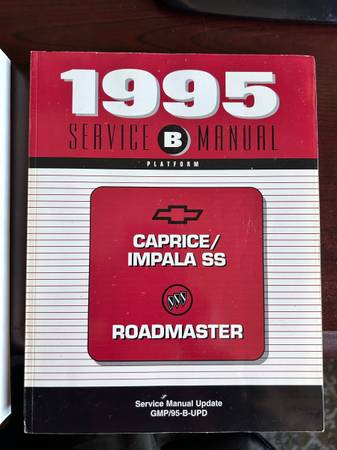 1995
SERVICE B MANUAL
PLATFORM
CAPRICE/
IMPALA SS
ROADMASTER
Service Manual Update
GMP/95-B-UPD